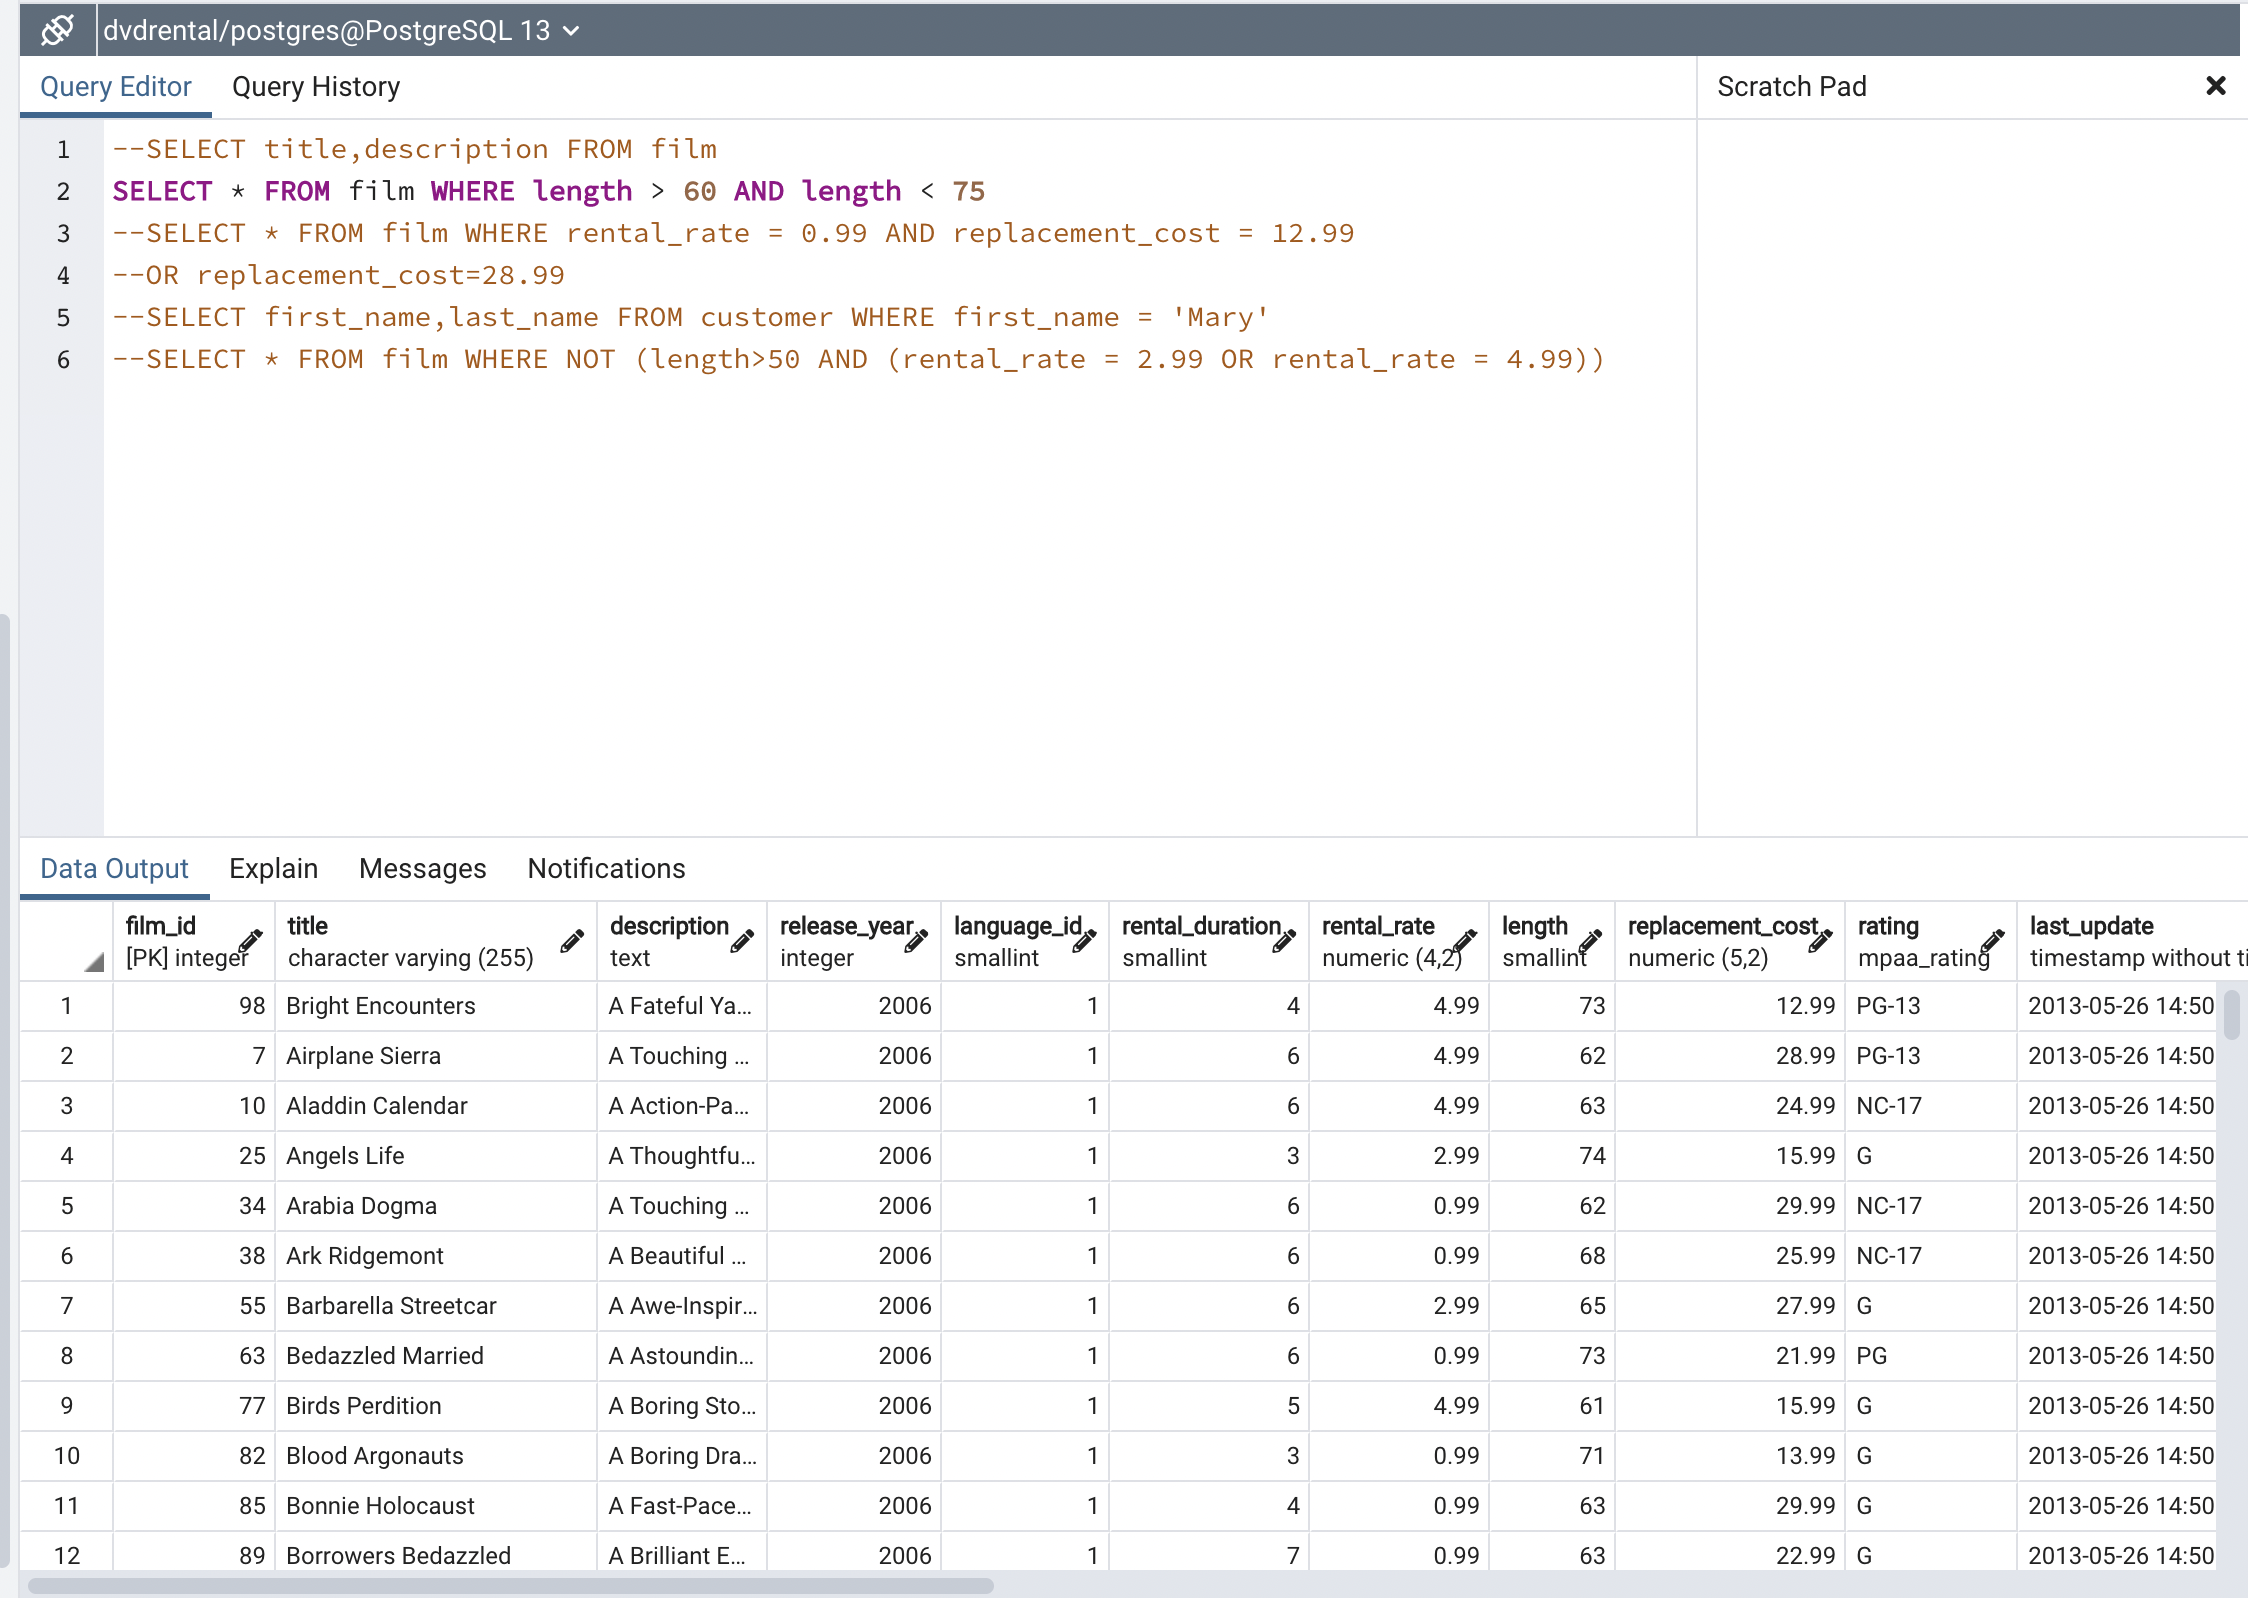 dvdrental/postgres@PostgreSQL 13
Query Editor Query History Scratch Pad
1 --SELECT title,description FROM film
2 SELECT * FROM film WHERE length > 60 AND length < 75
3 --SELECT * FROM film WHERE rental_rate = 0.99 AND replacement_cost = 12.99
4 --OR replacement_cost=28.99
5 --SELECT first_name,last_name FROM customer WHERE first_name = 'Mary'
6 --SELECT * FROM film WHERE NOT (length>50 AND (rental_rate = 2.99 OR rental_rate = 4.99))
Data Output Explain Messages Notifications
film_id title description release_year language_id rental_duration rental_rate length replacement_cost rating last_update
[PK] integer character varying (255) text integer smallint smallint numeric (4,2) smallint numeric (5,2) mpaa_rating timestamp without ti
1 98 Bright Encounters A Fateful Ya... 2006 1 4 4.99 73 12.99 PG-13 2013-05-26 14:50
2 7 Airplane Sierra A Touching ... 2006 1 6 4.99 62 28.99 PG-13 2013-05-26 14:50
3 10 Aladdin Calendar A Action-Pa... 2006 1 6 4.99 63 24.99 NC-17 2013-05-26 14:50
4 25 Angels Life A Thoughtfu... 2006 1 3 2.99 74 15.99 G 2013-05-26 14:50
5 34 Arabia Dogma A Touching ... 2006 1 6 0.99 62 29.99 NC-17 2013-05-26 14:50
6 38 Ark Ridgemont A Beautiful ... 2006 1 6 0.99 68 25.99 NC-17 2013-05-26 14:50
7 55 Barbarella Streetcar A Awe-Inspir... 2006 1 6 2.99 65 27.99 G 2013-05-26 14:50
8 63 Bedazzled Married A Astoundin... 2006 1 6 0.99 73 21.99 PG 2013-05-26 14:50
9 77 Birds Perdition A Boring Sto... 2006 1 5 4.99 61 15.99 G 2013-05-26 14:50
10 82 Blood Argonauts A Boring Dra... 2006 1 3 0.99 71 13.99 G 2013-05-26 14:50
11 85 Bonnie Holocaust A Fast-Pace... 2006 1 4 0.99 63 29.99 G 2013-05-26 14:50
12 89 Borrowers Bedazzled A Brilliant E... 2006 1 7 0.99 63 22.99 G 2013-05-26 14:50